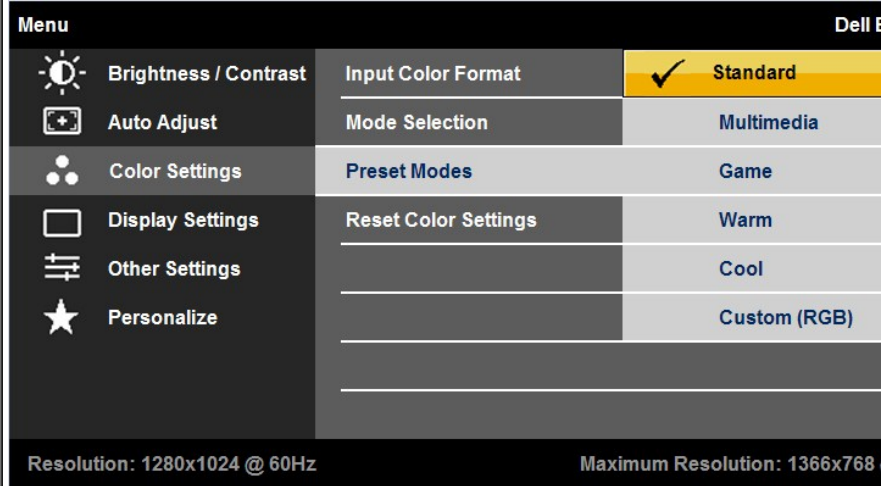 Menu
Dell E
Brightness / Contrast
Input Color Format
Standard
Auto Adjust
Mode Selection
Multimedia
Color Settings
Preset Modes
Game
Display Settings
Reset Color Settings
Warm
Other Settings
Cool
Personalize
Custom (RGB)
Resolution: 1280x1024 @ 60Hz
Maximum Resolution: 1366x768